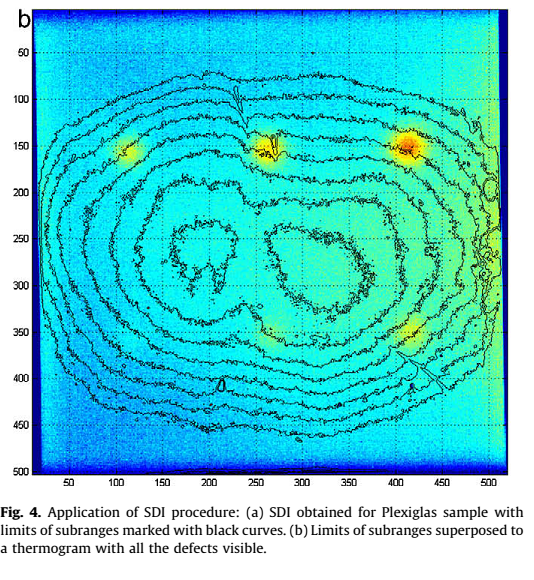 b
50
100
150
200
250
300
350
400
450
500
50 100 150 200 250 300 350 400 450 500
Fig. 4. Application of SDI procedure: (a) SDI obtained for Plexiglas sample with
limits of subranges marked with black curves. (b) Limits of subranges superposed to
a thermogram with all the defects visible.